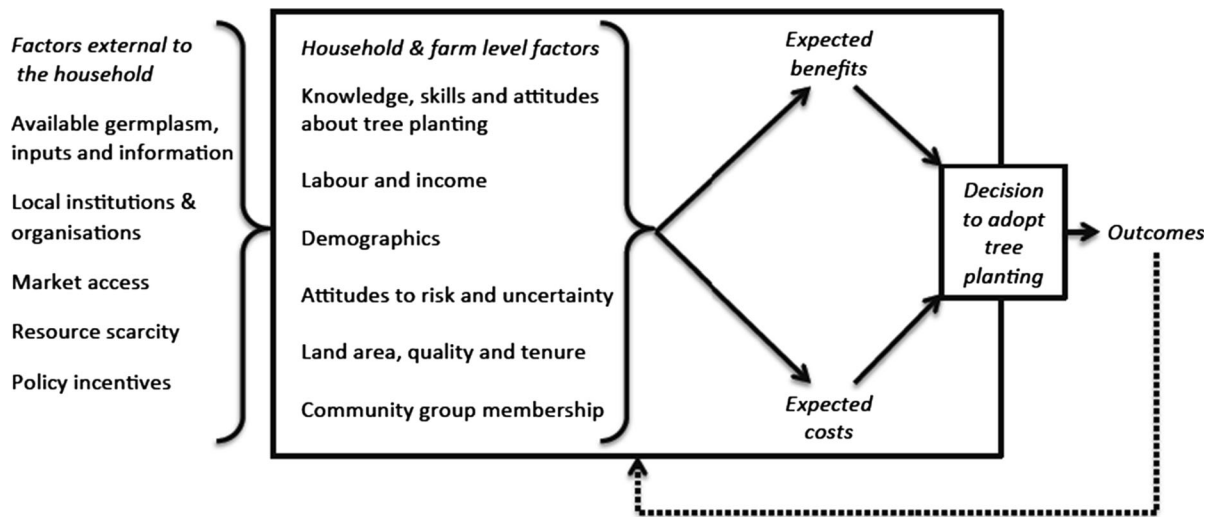 Factors external to
the household
Available germplasm,
inputs and information
Local institutions &
organisations
Market access
Resource scarcity
Policy incentives
Household & farm level factors
Knowledge, skills and attitudes
about tree planting
Labour and income
Demographics
Attitudes to risk and uncertainty
Land area, quality and tenure
Community group membership
Expected
benefits
Expected
costs
Decision
to adopt
tree
planting
Outcomes